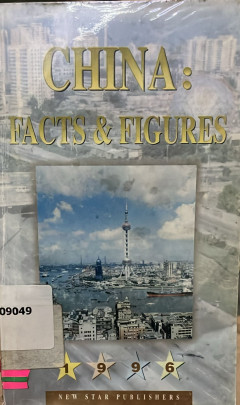 CHINA:
FACTS & FIGURES
09049
1 9 9 6
NEW STAR PUBLISHERS